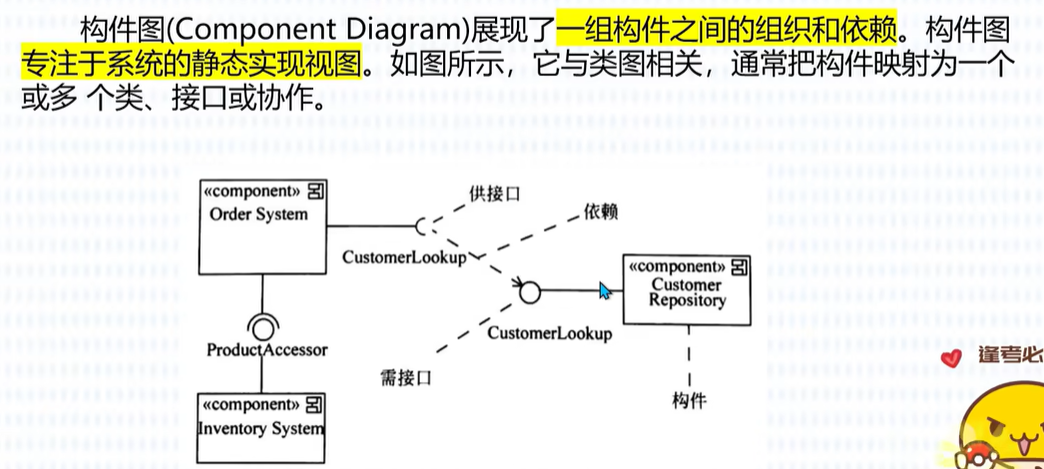 构件图(Component Diagram)展现了一组构件之间的组织和依赖。构件图
专注于系统的静态实现视图。如图所示，它与类图相关，通常把构件映射为一个
或多 个类、接口或协作。
«component»
Order System
供接口
依赖
CustomerLookup
«component»
Customer
Repository
CustomerLookup
ProductAccessor
需接口
构件
«component»
Inventory System
逢考必